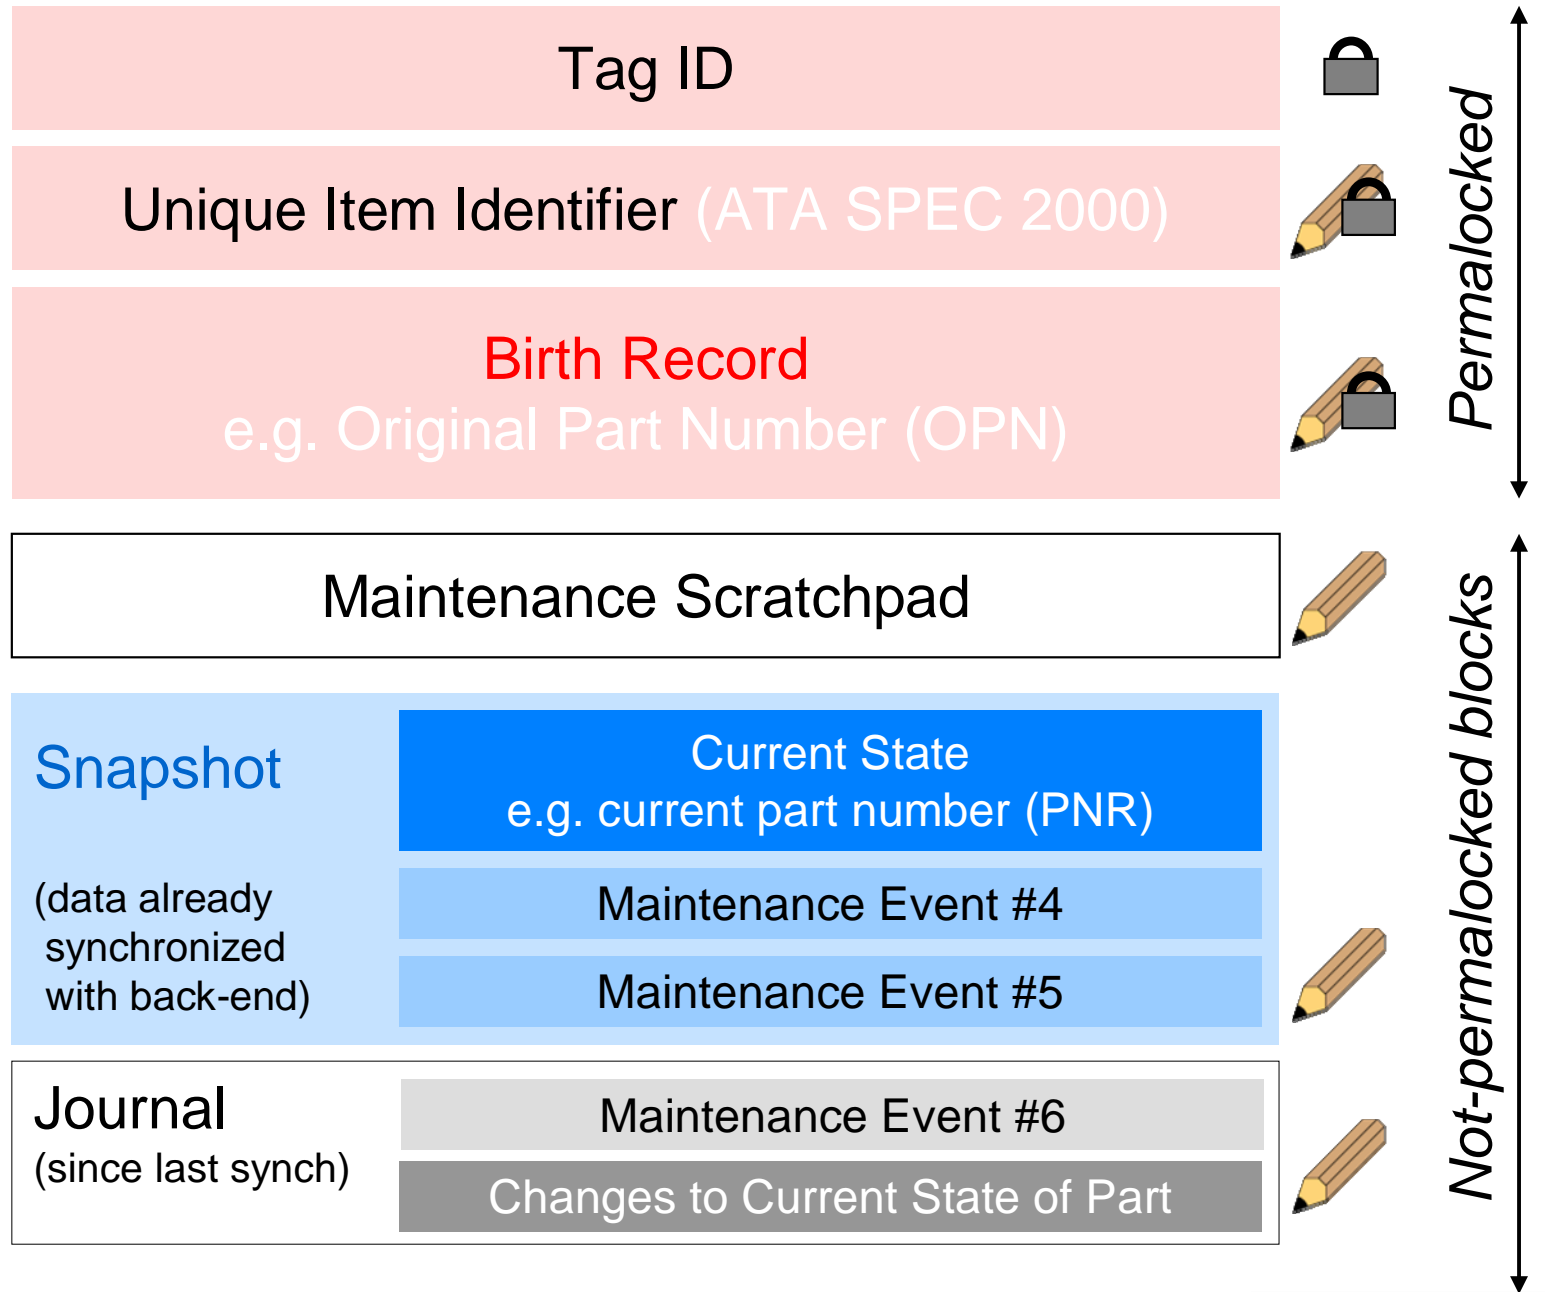 Tag ID
Unique Item Identifier (ATA SPEC 2000)
Birth Record
e.g. Original Part Number (OPN)
Permalocked
Maintenance Scratchpad
Snapshot
(data already
synchronized
with back-end)
Current State
e.g. current part number (PNR)
Maintenance Event #4
Maintenance Event #5
Journal
(since last synch)
Maintenance Event #6
Changes to Current State of Part
Not-permalocked blocks